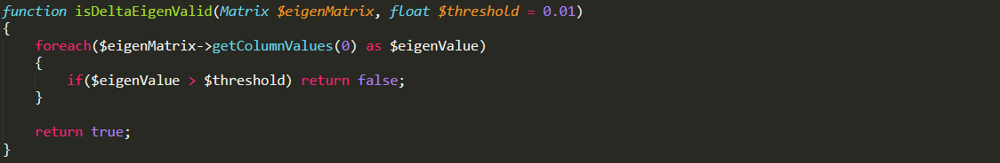 function isDeltaEigenValid(Matrix $eigenMatrix, float $threshold = 0.01)
{
    foreach($eigenMatrix->getColumnValues(0) as $eigenValue)
    {
        if($eigenValue > $threshold) return false;
    }

    return true;
}